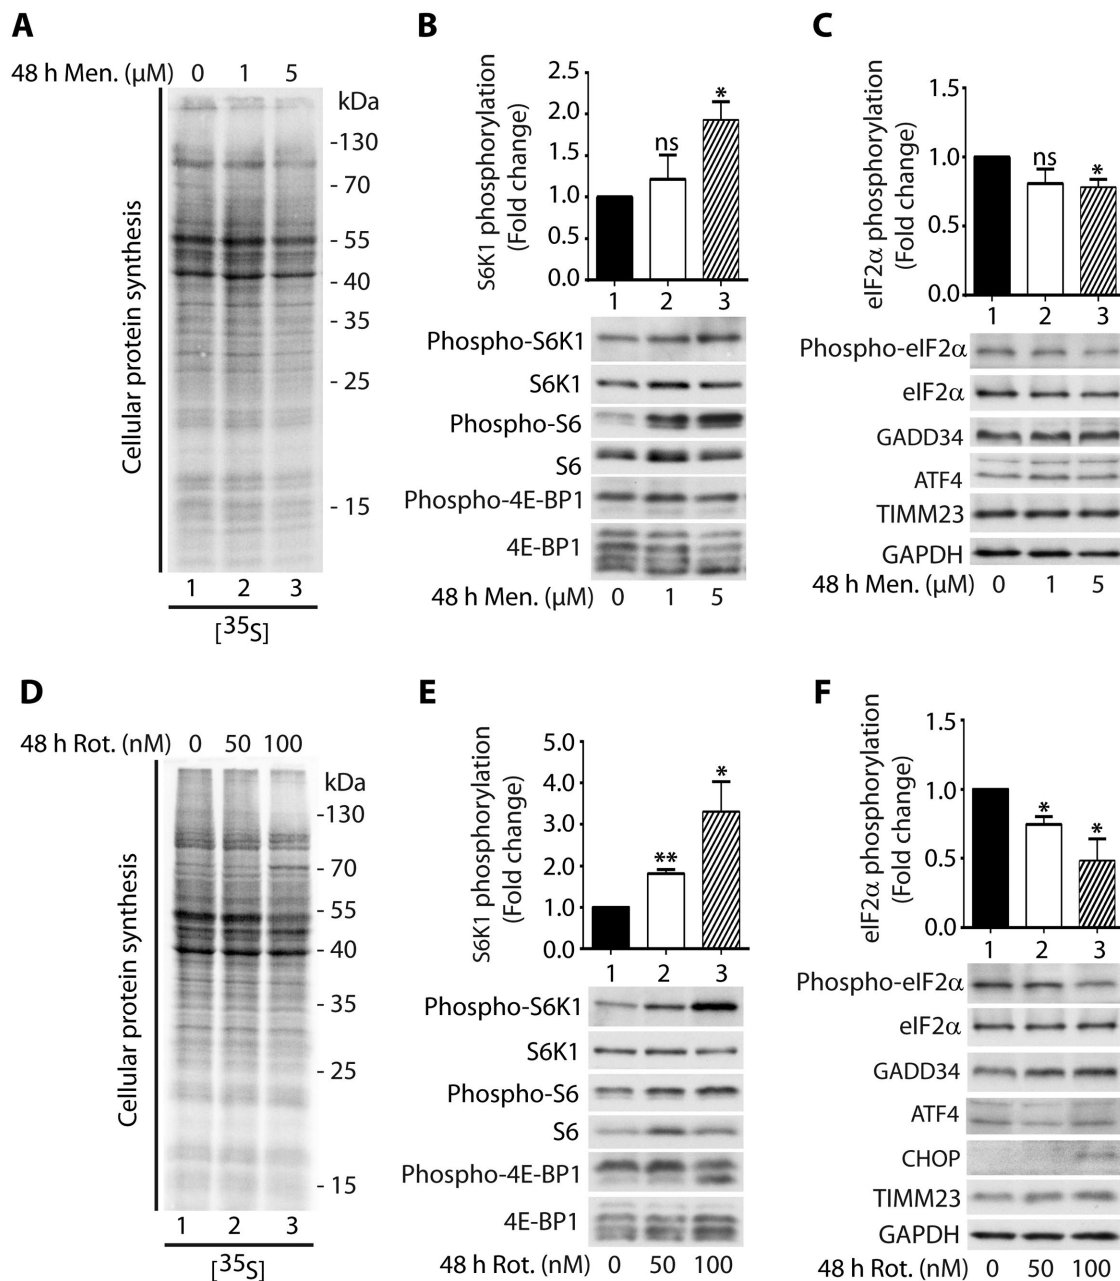 A
48 h Men. (µM) 0 1 5
kDa
-130
- 70
- 55
- 40
- 35
- 25
- 15
Cellular protein synthesis
1 2 3
[35S]
B
S6K1 phosphorylation
(Fold change)
2.5
2.0
1.5
1.0
0.5
0.0
ns
*
1 2 3
Phospho-S6K1
S6K1
Phospho-S6
S6
Phospho-4E-BP1
4E-BP1
48 h Men. (µM) 0 1 5
C
eIF2α phosphorylation
(Fold change)
1.5
1.0
0.5
0.0
ns
*
1 2 3
Phospho-eIF2α
eIF2α
GADD34
ATF4
TIMM23
GAPDH
48 h Men. (µM) 0 1 5
D
48 h Rot. (nM) 0 50 100
kDa
-130
- 70
- 55
- 40
- 35
- 25
- 15
Cellular protein synthesis
1 2 3
[35S]
E
S6K1 phosphorylation
(Fold change)
5.0
4.0
3.0
2.0
1.0
0.0
**
*
1 2 3
Phospho-S6K1
S6K1
Phospho-S6
S6
Phospho-4E-BP1
4E-BP1
48 h Rot. (nM) 0 50 100
F
eIF2α phosphorylation
(Fold change)
1.5
1.0
0.5
0.0
*
*
1 2 3
Phospho-eIF2α
eIF2α
GADD34
ATF4
CHOP
TIMM23
GAPDH
48 h Rot. (nM) 0 50 100